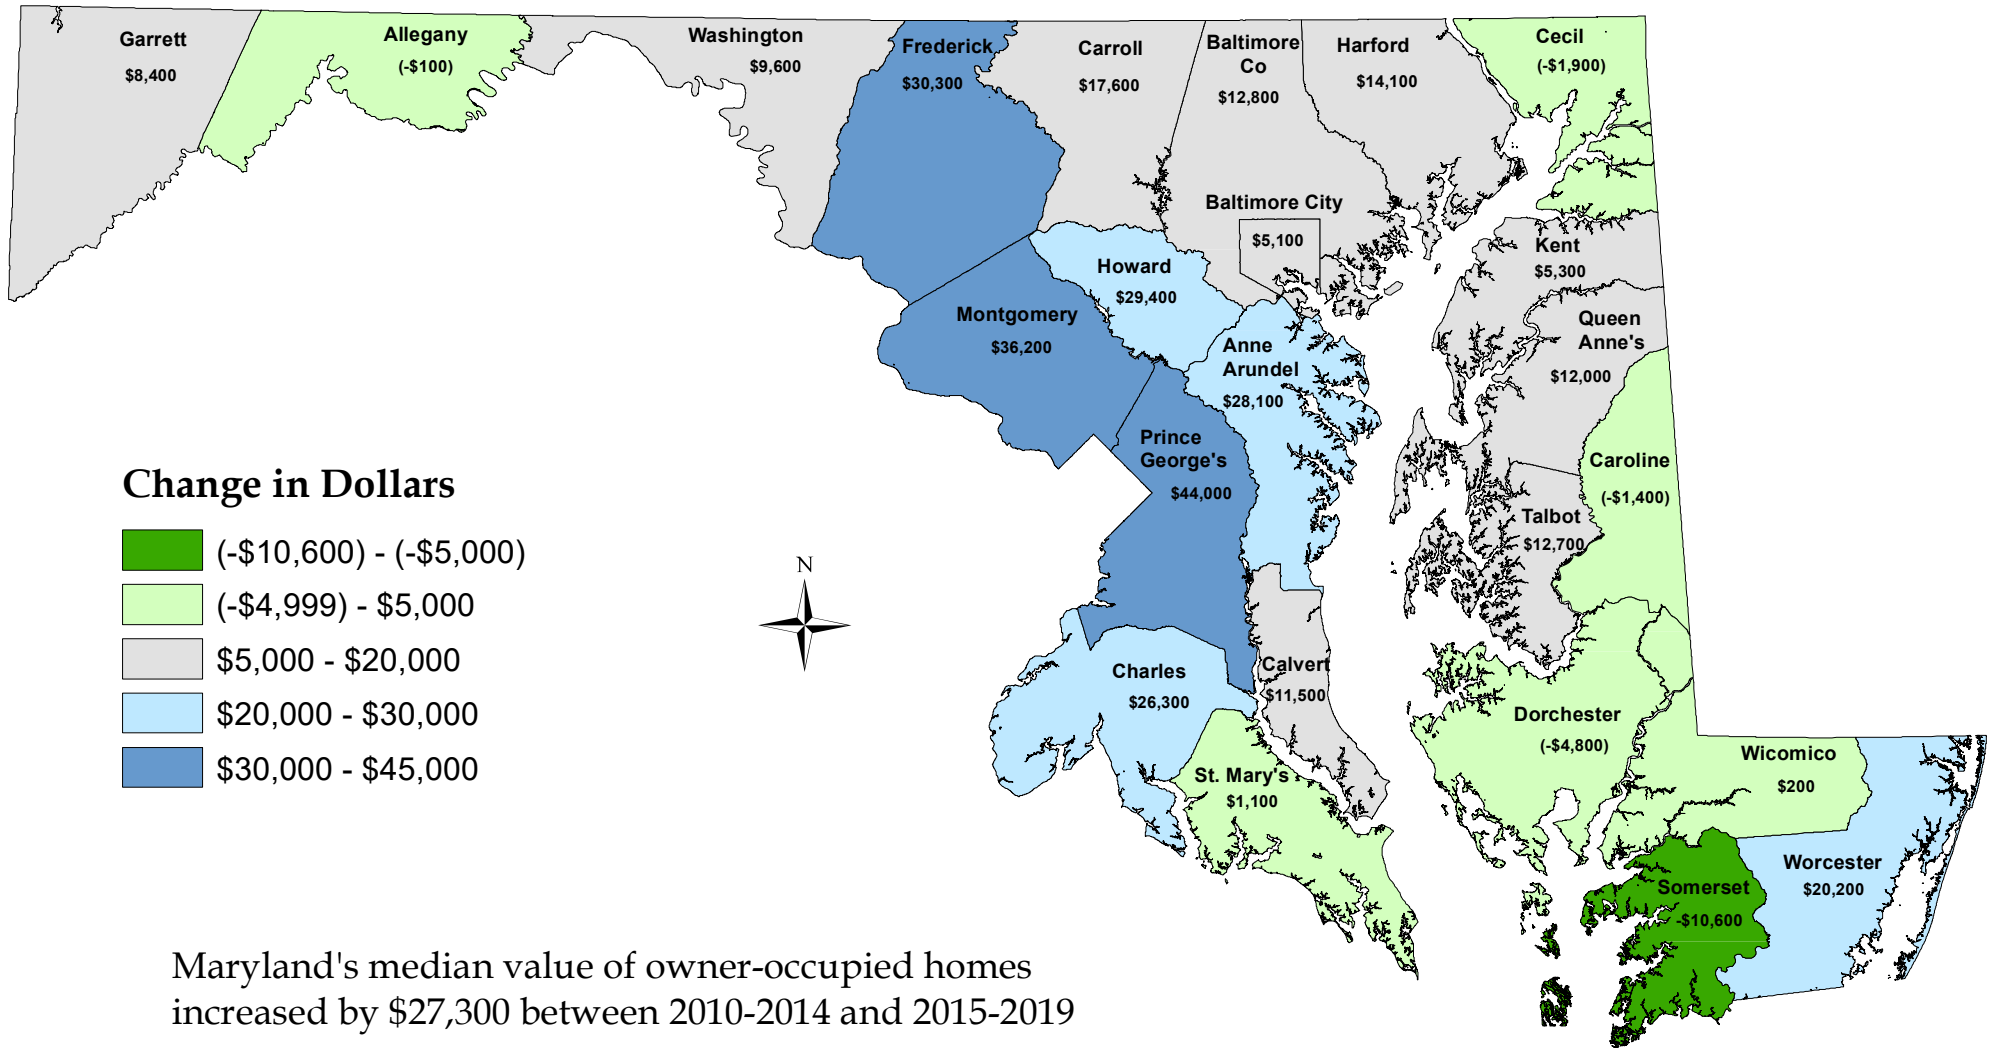 Garrett
$8,400
Allegany
(-$100)
Washington
$9,600
Frederick
$30,300
Carroll
$17,600
Baltimore
Co
$12,800
Harford
$14,100
Cecil
(-$1,900)
Baltimore City
$5,100
Howard
$29,400
Montgomery
$36,200
Kent
$5,300
Queen
Anne's
$12,000
Anne
Arundel
$28,100
Prince
George's
$44,000
Caroline
(-$1,400)
Talbot
$12,700
Change in Dollars
(-$10,600) - (-$5,000)
(-$4,999) - $5,000
$5,000 - $20,000
$20,000 - $30,000
$30,000 - $45,000
N
Charles
$26,300
Calvert
$11,500
Dorchester
(-$4,800)
St. Mary's
$1,100
Wicomico
$200
Worcester
$20,200
Somerset
-$10,600
Maryland's median value of owner-occupied homes
increased by $27,300 between 2010-2014 and 2015-2019